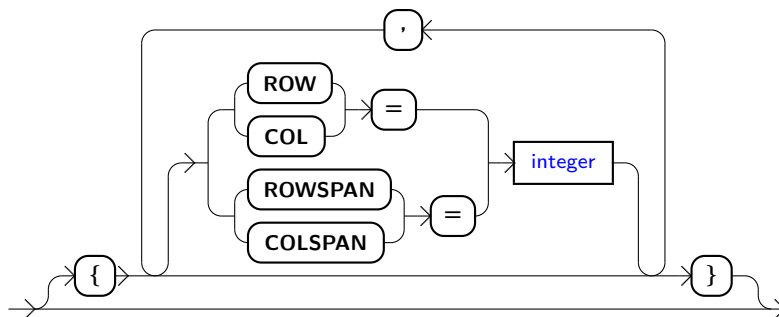 ,
ROW
COL
=
integer
ROWSPAN
COLSPAN
=
{
}